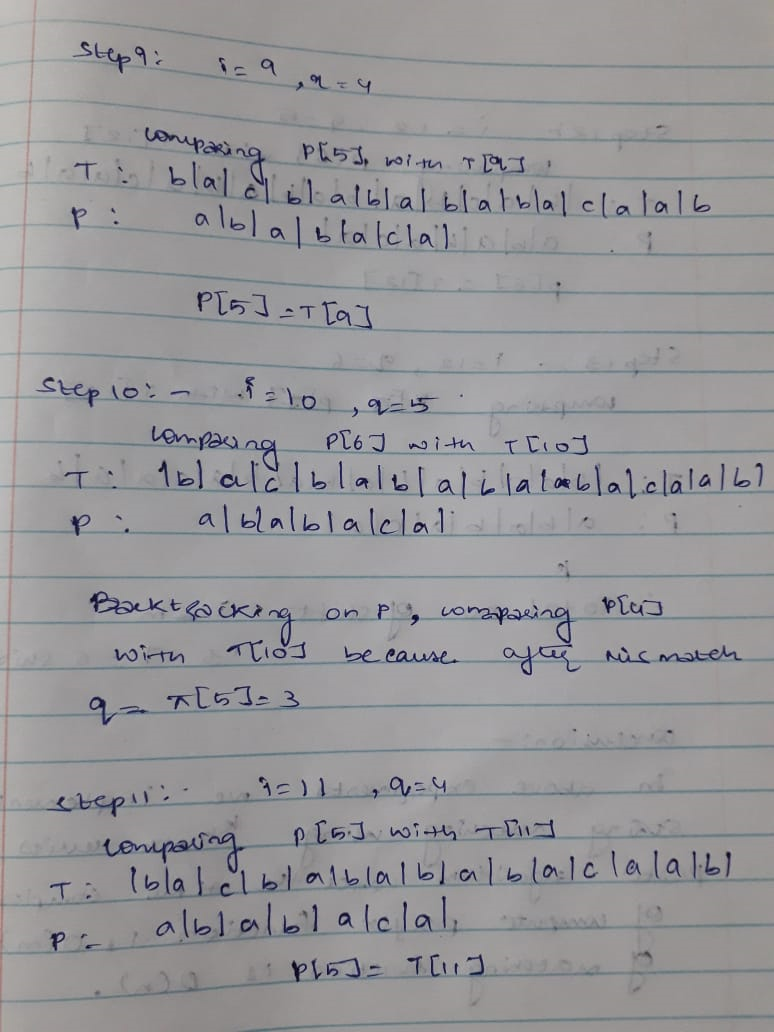 Step 9: i = 9, q = 4
comparing P[5], with T[9]
T : b|a|c|b|a|b|a|b|a|b|a|c|a|a|b
P : a|b|a|b|a|c|a|
P[5] = T[9]
Step 10: - i = 10, q = 5
comparing P[6] with T[10]
T : |b|a|c|b|a|b|a|b|a|b|a|c|a|a|b|
P : a|b|a|b|a|c|a|
Backtracking on P, comparing P[4]
with T[10] because after mismatch
q = π[5] = 3
Step 11: - i = 11, q = 4
comparing P[5] with T[11]
T : |b|a|c|b|a|b|a|b|a|b|a|c|a|a|b|
P - a|b|a|b|a|c|a|
P[5] = T[11]